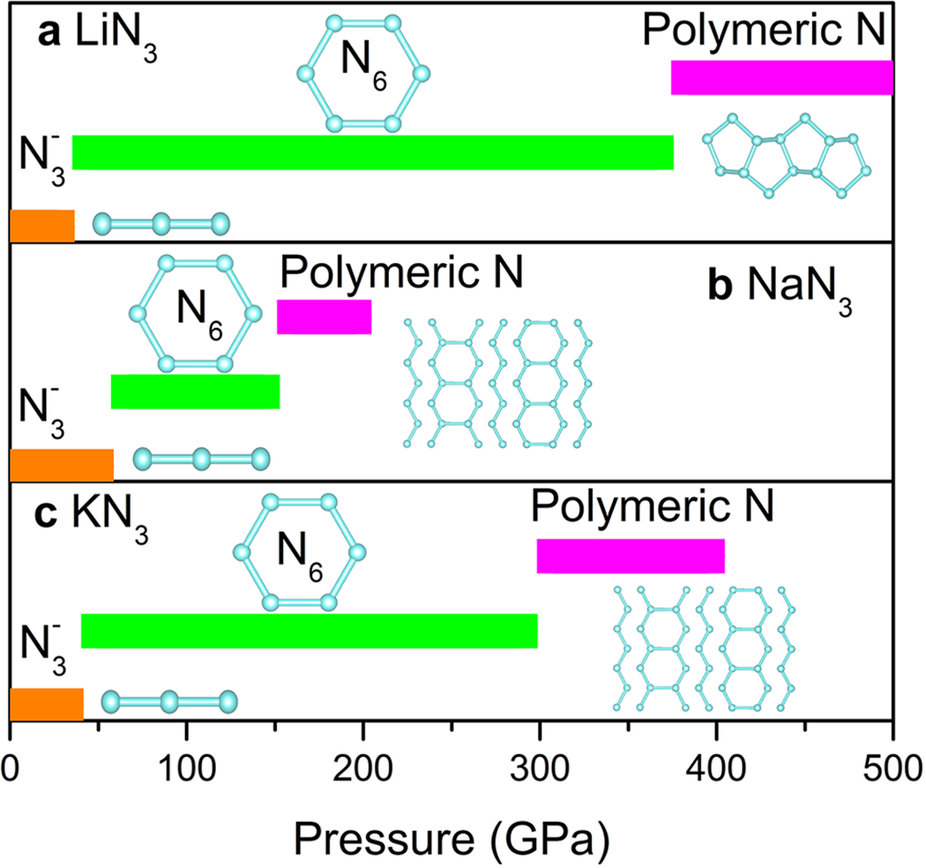 a LiN₃
N₆
Polymeric N
N₃⁻
N₆
Polymeric N
b NaN₃
N₃⁻
c KN₃
N₆
Polymeric N
N₃⁻
0 100 200 300 400 500
Pressure (GPa)